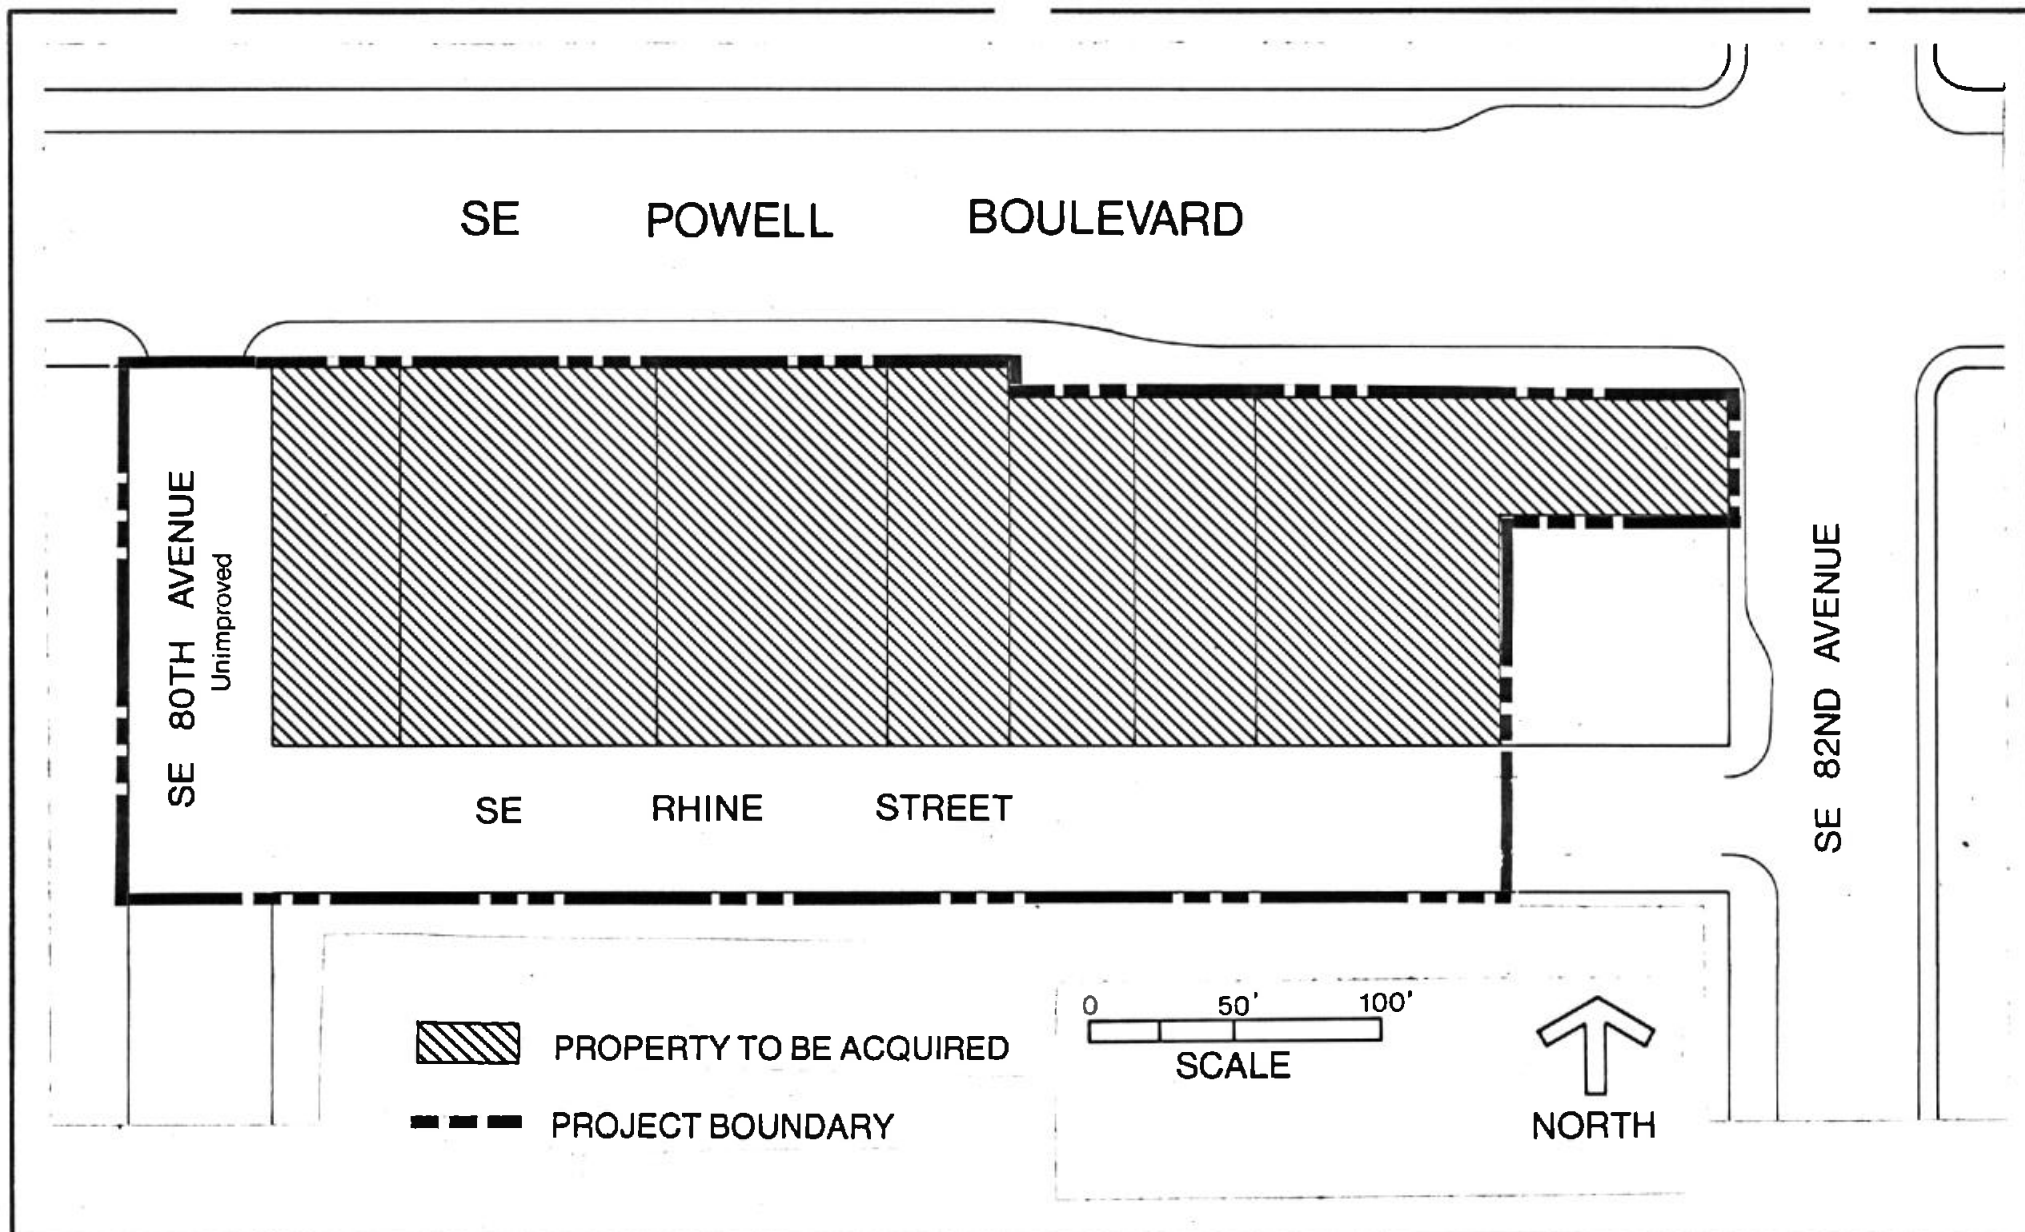 SE POWELL BOULEVARD
SE 80TH AVENUE
Unimproved
SE 82ND AVENUE
SE RHINE STREET
PROPERTY TO BE ACQUIRED
PROJECT BOUNDARY
0 50' 100'
SCALE
NORTH